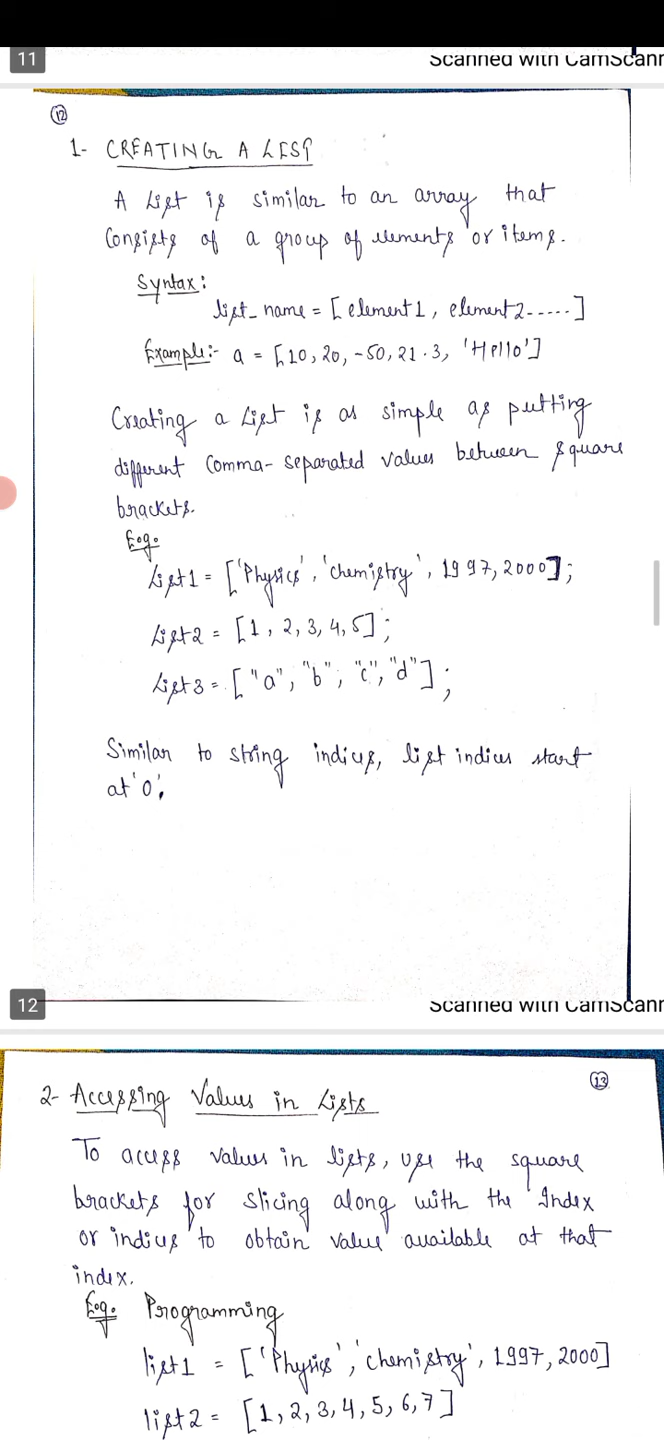 11
Scanned with CamScanr
12
1- CREATING A LIST
A List is similar to an array that
Consists of a group of elements or items.
Syntax:
list_name = [element1, element2-----]
Example:- a = [10, 20, -50, 21.3, 'Hello']
Creating a List is as simple as putting
different Comma-separated values between square
brackets.
E.g.
List1 = ['Physics', 'chemistry', 1997, 2000];
List2 = [1, 2, 3, 4, 5];
List3 = ["a", "b", "c", "d"];
Similar to string indices, list indices start
at '0'.
12
Scanned with CamScanr
13
2- Accessing Values in Lists
To access values in lists, use the square
brackets for slicing along with the Index
or indices to obtain value available at that
index.
E.g. Programming
list1 = ['Physics', 'chemistry', 1997, 2000]
list2 = [1, 2, 3, 4, 5, 6, 7]